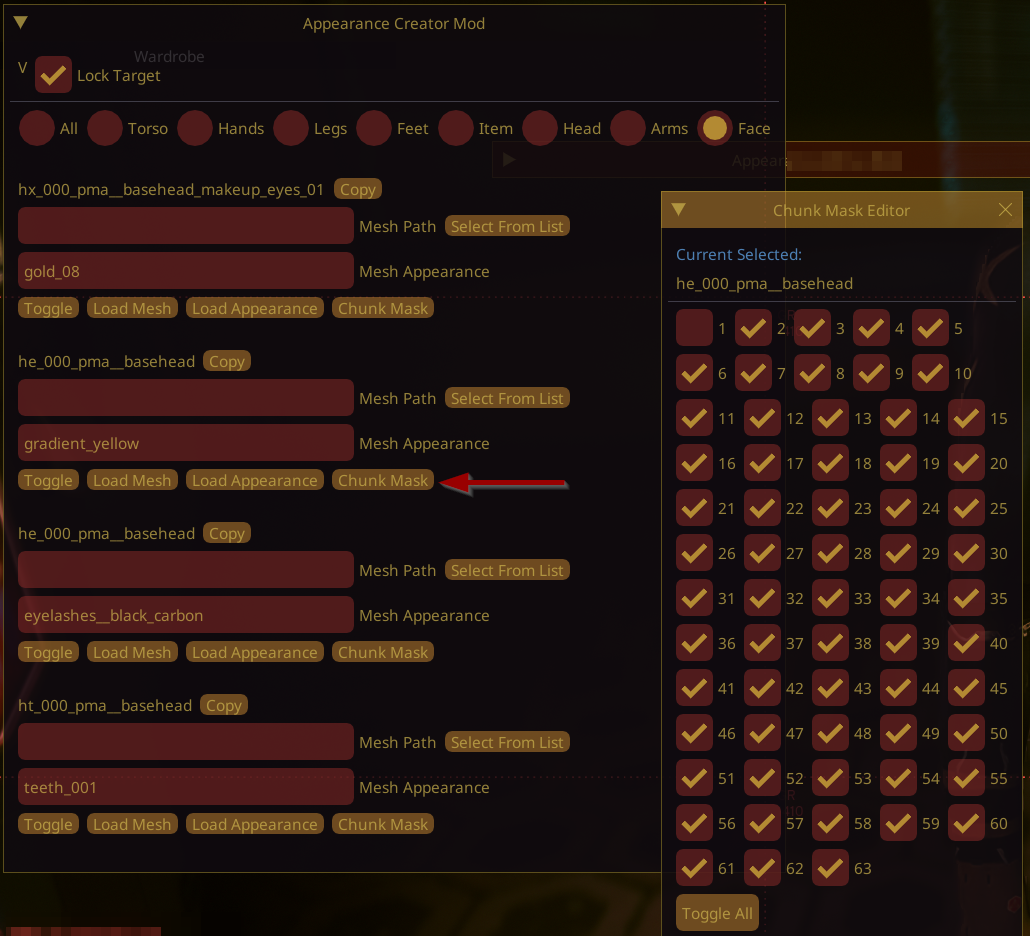 Appearance Creator Mod
Wardrobe
V Lock Target
All Torso Hands Legs Feet Item Head Arms Face
hx_000_pma__basehead_makeup_eyes_01 Copy
Mesh Path Select From List
gold_08 Mesh Appearance
Toggle Load Mesh Load Appearance Chunk Mask
he_000_pma__basehead Copy
Mesh Path Select From List
gradient_yellow Mesh Appearance
Toggle Load Mesh Load Appearance Chunk Mask
he_000_pma__basehead Copy
Mesh Path Select From List
eyelashes__black_carbon Mesh Appearance
Toggle Load Mesh Load Appearance Chunk Mask
ht_000_pma__basehead Copy
Mesh Path Select From List
teeth_001 Mesh Appearance
Toggle Load Mesh Load Appearance Chunk Mask
Chunk Mask Editor
Current Selected:
he_000_pma__basehead
1 2 3 4 5
6 7 8 9 10
11 12 13 14 15
16 17 18 19 20
21 22 23 24 25
26 27 28 29 30
31 32 33 34 35
36 37 38 39 40
41 42 43 44 45
46 47 48 49 50
51 52 53 54 55
56 57 58 59 60
61 62 63
Toggle All